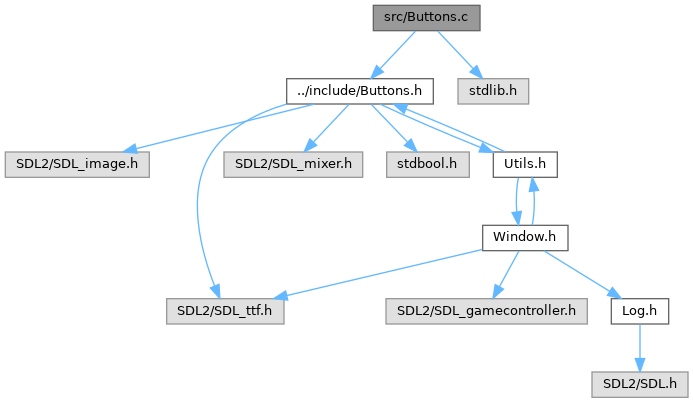 src/Buttons.c
../include/Buttons.h
stdlib.h
SDL2/SDL_image.h
SDL2/SDL_mixer.h
stdbool.h
Utils.h
Window.h
SDL2/SDL_ttf.h
SDL2/SDL_gamecontroller.h
Log.h
SDL2/SDL.h